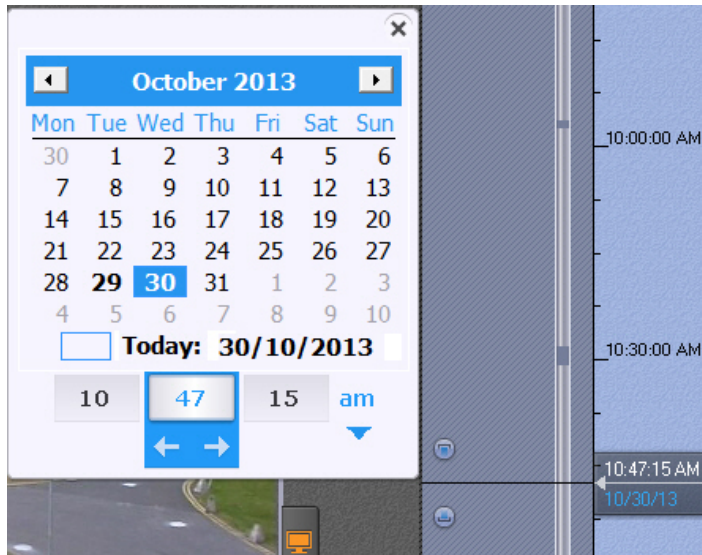 October 2013
Mon Tue Wed Thu Fri Sat Sun
30 1 2 3 4 5 6
7 8 9 10 11 12 13
14 15 16 17 18 19 20
21 22 23 24 25 26 27
28 29 30 31 1 2 3
4 5 6 7 8 9 10
Today: 30/10/2013
10 47 15 am
10:00:00 AM
10:30:00 AM
10:47:15 AM
10/30/13